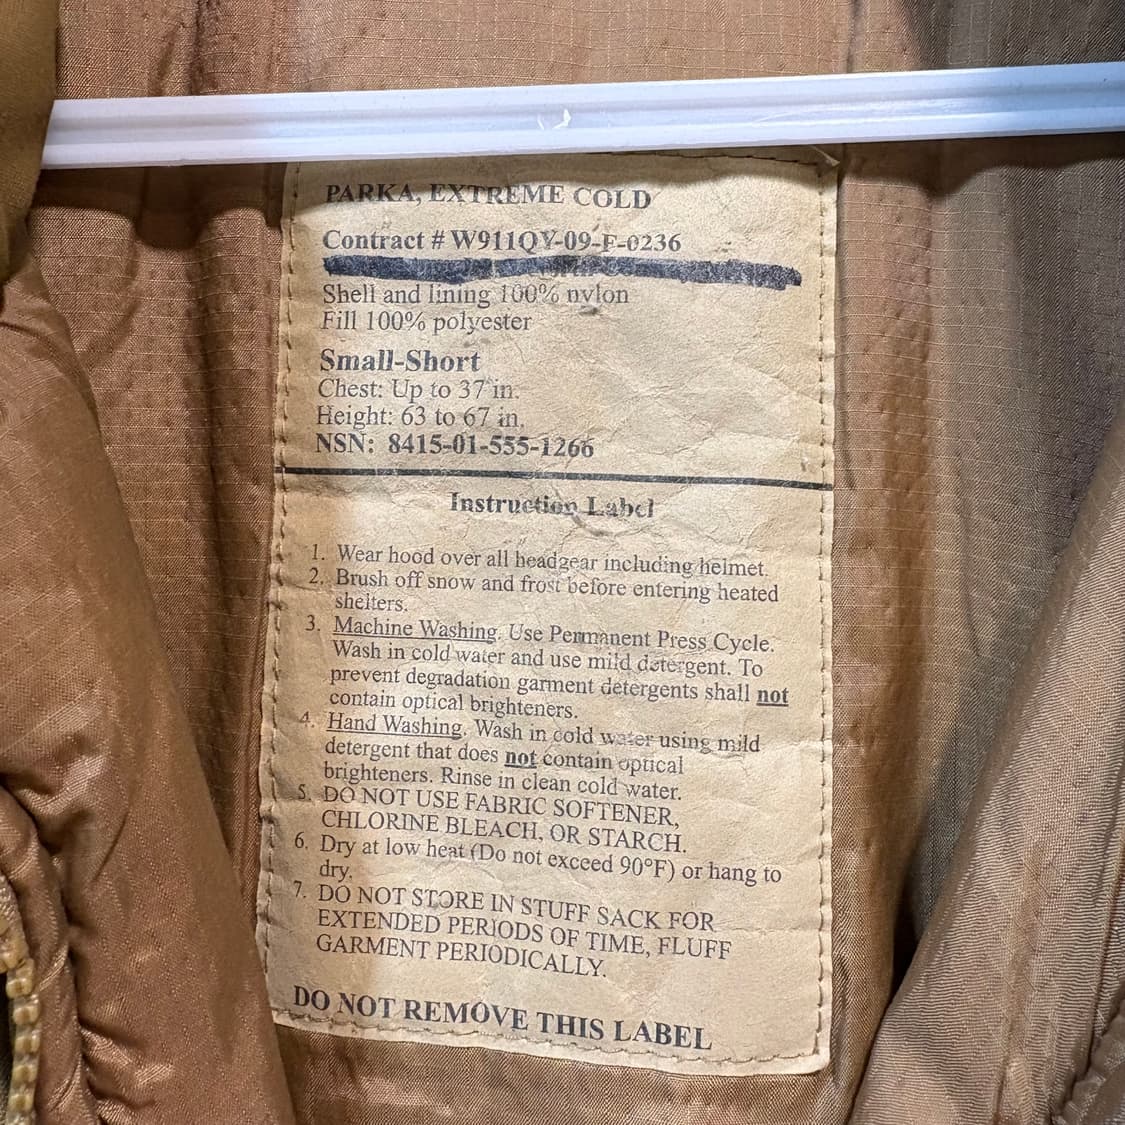 PARKA, EXTREME COLD
Contract # W911QY-09-F-0236
Shell and lining 100% nylon
Fill 100% polyester
Small-Short
Chest: Up to 37 in.
Height: 63 to 67 in.
NSN: 8415-01-555-1266
Instruction Label
1. Wear hood over all headgear including helmet.
2. Brush off snow and frost before entering heated
shelters.
3. Machine Washing. Use Permanent Press Cycle.
Wash in cold water and use mild detergent. To
prevent degradation garment detergents shall not
contain optical brighteners.
4. Hand Washing. Wash in cold water using mild
detergent that does not contain optical
brighteners. Rinse in clean cold water.
5. DO NOT USE FABRIC SOFTENER,
CHLORINE BLEACH, OR STARCH.
6. Dry at low heat (Do not exceed 90°F) or hang to
dry.
7. DO NOT STORE IN STUFF SACK FOR
EXTENDED PERIODS OF TIME, FLUFF
GARMENT PERIODICALLY.
DO NOT REMOVE THIS LABEL